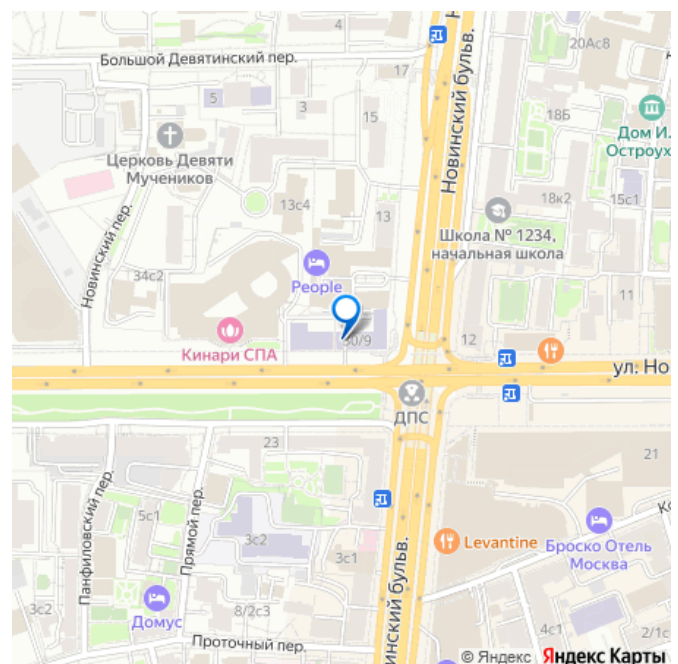 4
20Ас8
Большой Девятинский пер.
17
5
3
15
18Б
Новинский бульв.
Дом И.
Остроух
Церковь Девяти
Мучеников
13с4
13
18к2
15с1
Школа № 1234,
начальная школа
Новинский пер.
34с2
People
11
Кинари СПА
30/9
12
ул. Но
ДПС
23
21
Панфиловский пер.
Прямой пер.
5с1
3с2
3с1
Levantine
Броско Отель
Москва
3с2
Домус
8/2с3
инский бульв.
4с1
2/1с
Проточный пер.
© Яндекс Яндекс Карты